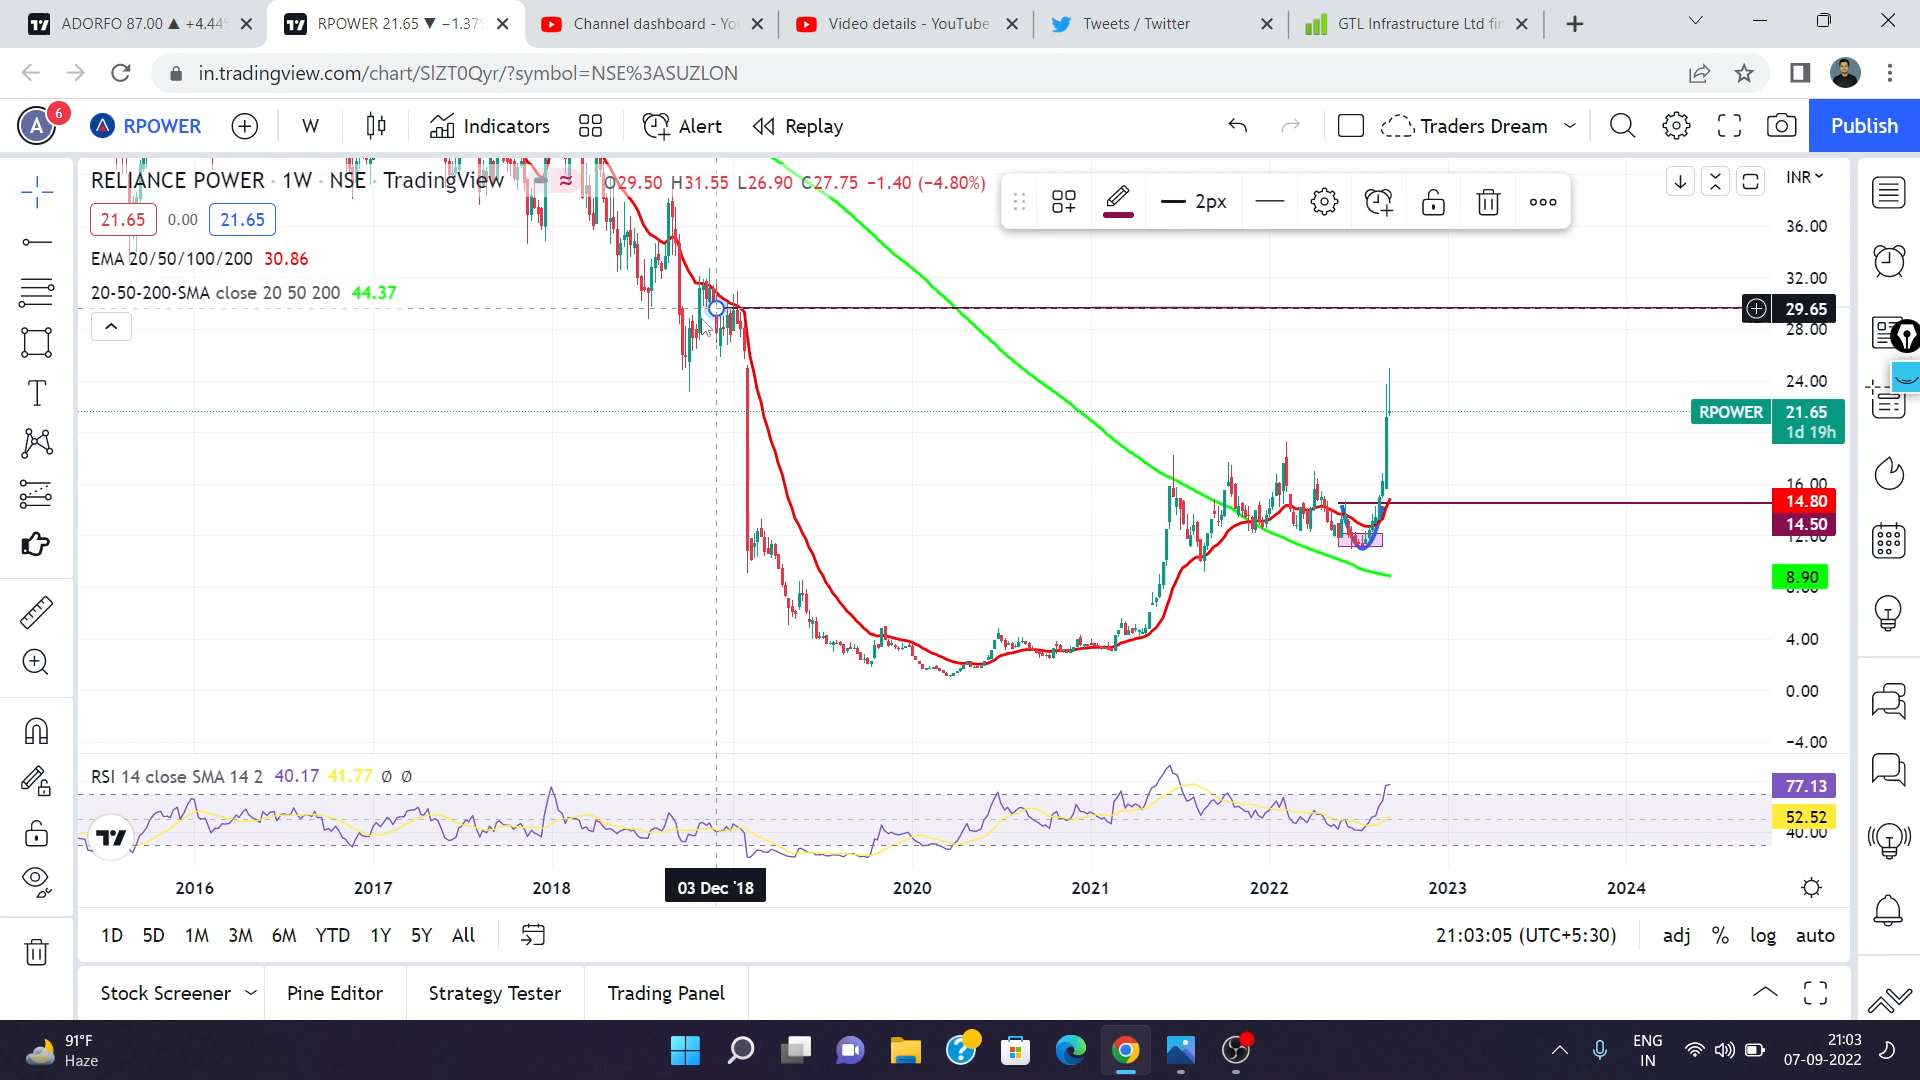 ADORFO 87.00 ▲ +4.44
RPOWER 21.65 ▼ −1.37
Channel dashboard - Yo
Video details - YouTube
Tweets / Twitter
GTL Infrastructure Ltd fin
in.tradingview.com/chart/SlZT0Qyr/?symbol=NSE%3ASUZLON
A 6
RPOWER
W
Indicators
Alert
Replay
Traders Dream
Publish
RELIANCE POWER · 1W · NSE · TradingView
O29.50 H31.55 L26.90 C27.75 −1.40 (−4.80%)
21.65 0.00 21.65
EMA 20/50/100/200 30.86
20-50-200-SMA close 20 50 200 44.37
2px
INR
36.00
32.00
29.65
28.00
24.00
RPOWER 21.65
1d 19h
16.00
14.80
14.50
12.00
8.90
4.00
0.00
−4.00
RSI 14 close SMA 14 2 40.17 41.77 Ø Ø
77.13
52.52
40.00
2016 2017 2018 03 Dec '18 2020 2021 2022 2023 2024
1D 5D 1M 3M 6M YTD 1Y 5Y All
21:03:05 (UTC+5:30) adj % log auto
Stock Screener Pine Editor Strategy Tester Trading Panel
91°F
Haze
ENG
IN
21:03
07-09-2022